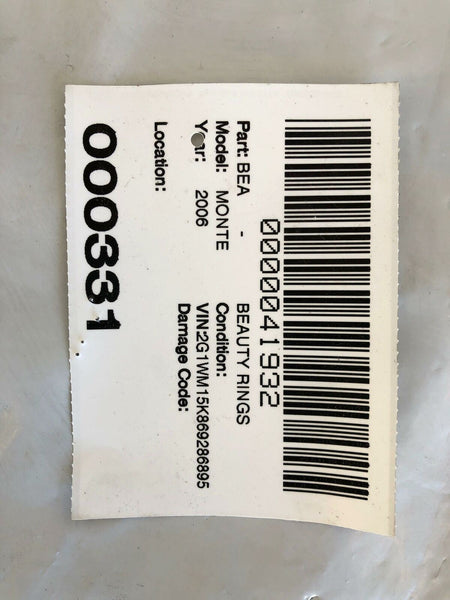 0000041932
Part: BEA - BEAUTY RINGS
Model: MONTE Condition:
Year: 2006 VIN2G1WM15K869286895
Damage Code:
Location:
000331